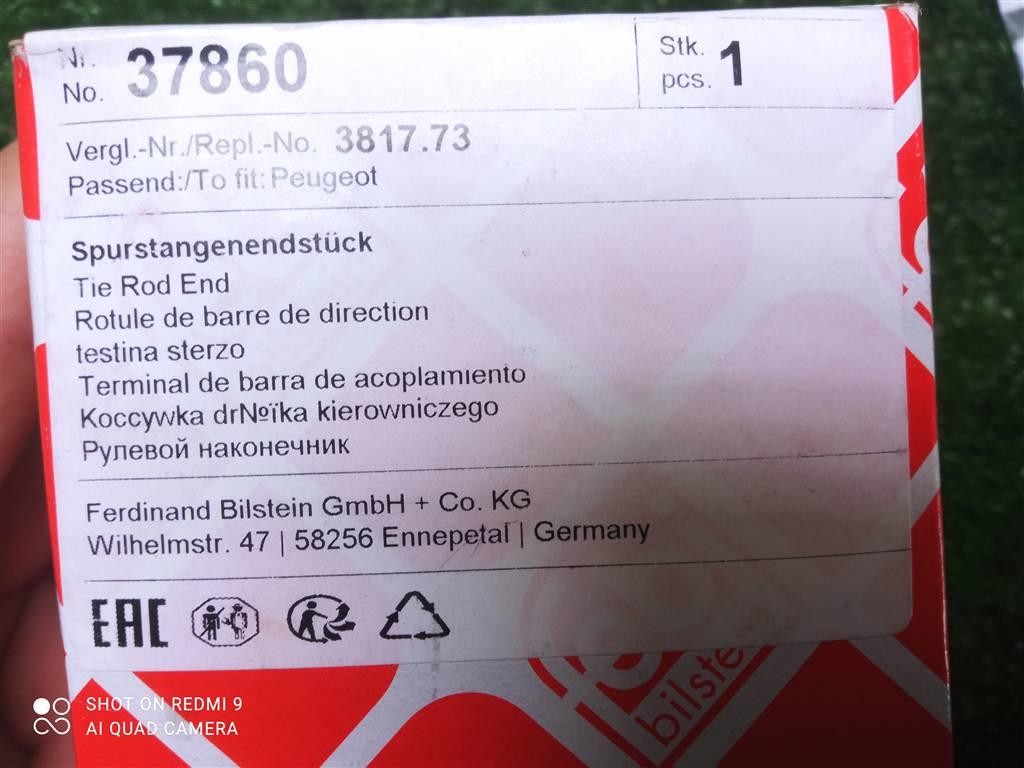 Nr.
No. 37860
Stk.
pcs. 1
Vergl.-Nr./Repl.-No. 3817.73
Passend:/To fit: Peugeot
Spurstangenendstück
Tie Rod End
Rotule de barre de direction
testina sterzo
Terminal de barra de acoplamiento
Koccywka drNºïka kierowniczego
Рулевой наконечник
Ferdinand Bilstein GmbH + Co. KG
Wilhelmstr. 47 | 58256 Ennepetal | Germany
EAC
bilstein
SHOT ON REDMI 9
AI QUAD CAMERA